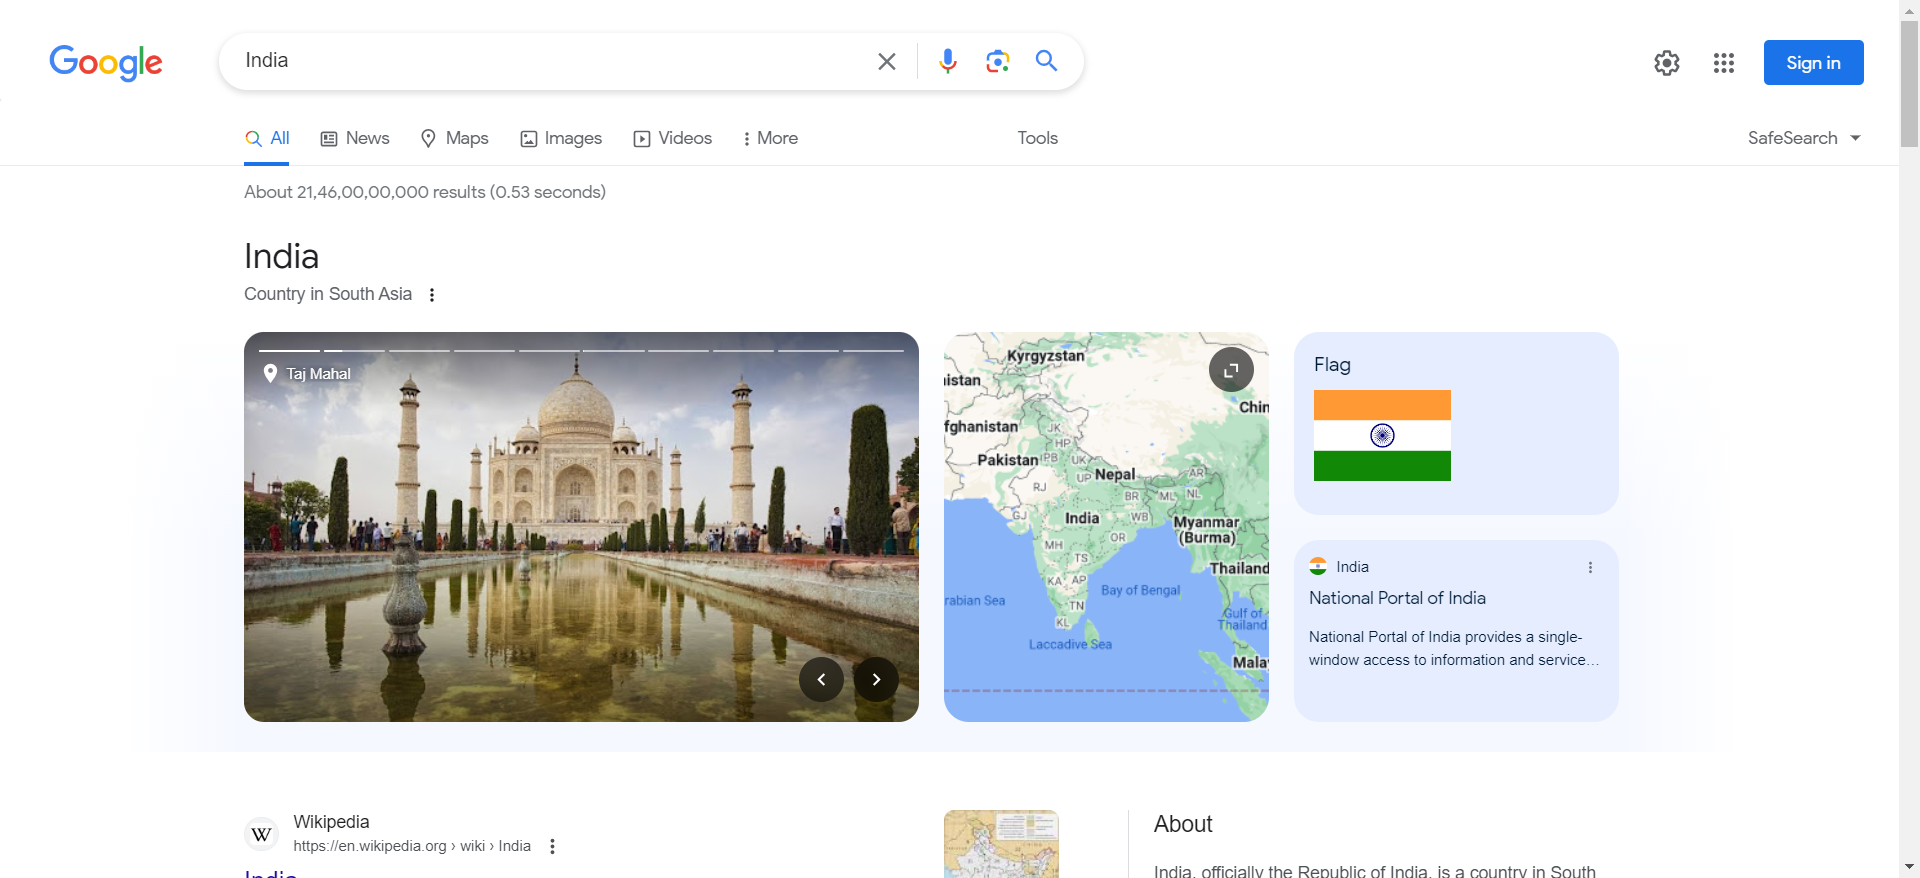 Google
India
Sign in
All
News
Maps
Images
Videos
More
Tools
SafeSearch
About 21,46,00,00,000 results (0.53 seconds)
India
Country in South Asia
Taj Mahal
Kyrgyzstan
istan
Chin
fghanistan
JK
HP
Pakistan
PB
UK
Nepal
UP
AR
RJ
BR
ML
NL
GJ
India
WB
Myanmar
(Burma)
OR
MH
TS
Thailand
KA
AP
Bay of Bengal
rabian Sea
TN
Gulf of
Thailand
KL
Laccadive Sea
Mala
Flag
India
National Portal of India
National Portal of India provides a single-
window access to information and service...
Wikipedia
W
https://en.wikipedia.org › wiki › India
India
About
India, officially the Republic of India, is a country in South